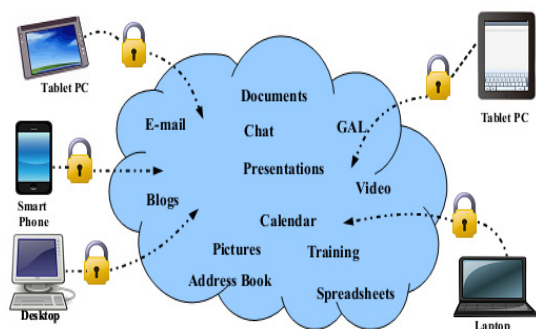 Tablet PC
Documents
E-mail
Chat
GAL
Tablet PC
Presentations
Smart
Phone
Blogs
Video
Calendar
Pictures
Training
Address Book
Spreadsheets
Desktop
Laptop